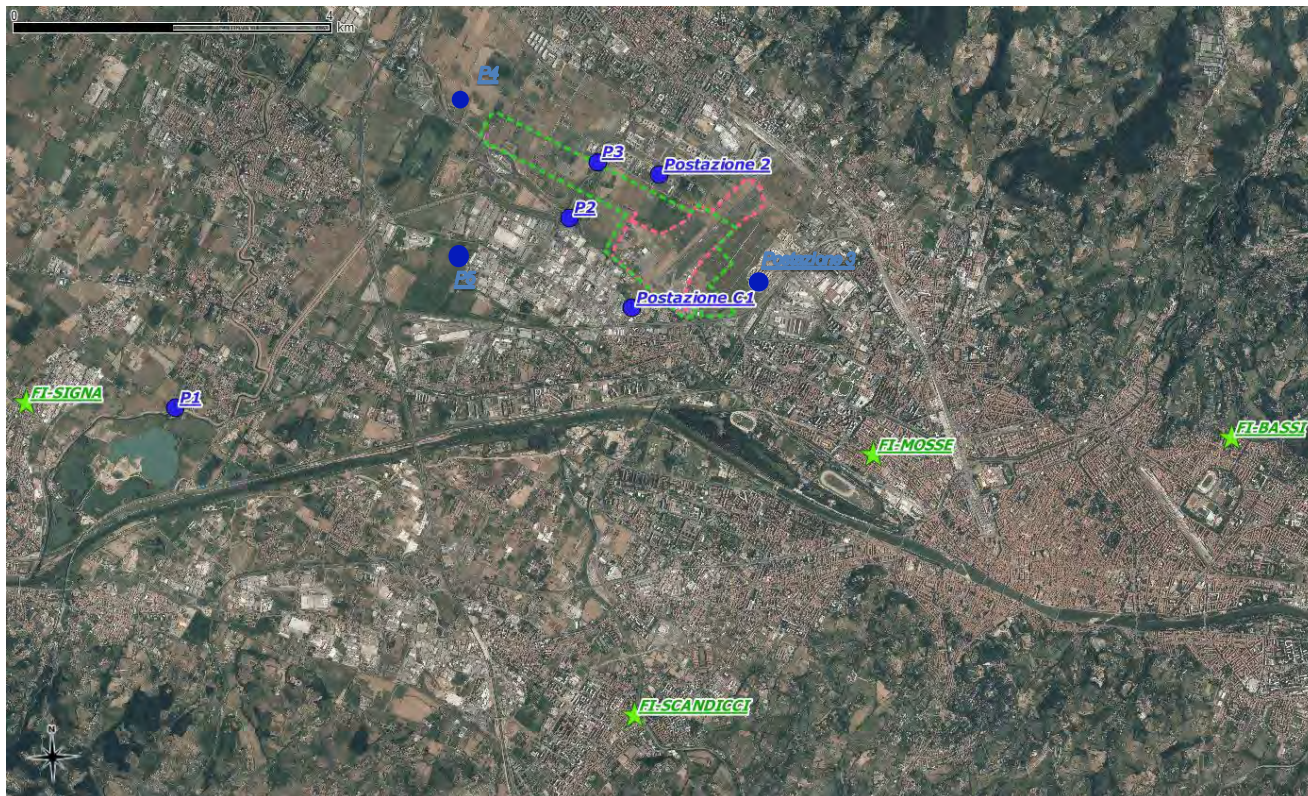 0 4
km
P4
P3
Postazione 2
P2
Postazione 3
P5
Postazione C1
FI-SIGNA
P1
FI-BASSI
FI-MOSSE
FI-SCANDICCI
N